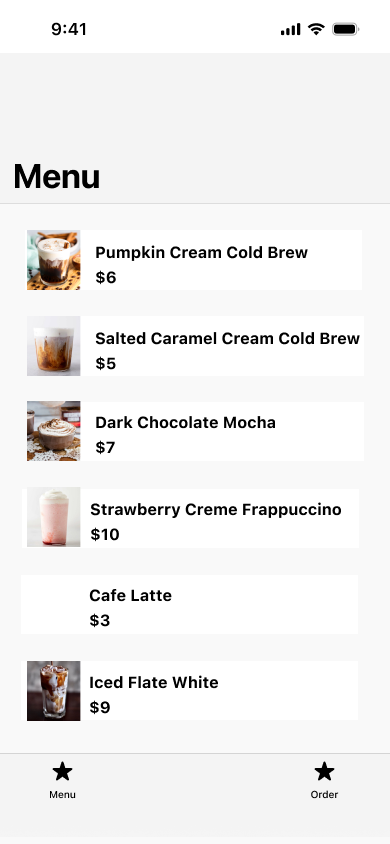 9:41
Menu
Pumpkin Cream Cold Brew
$6
Salted Caramel Cream Cold Brew
$5
Dark Chocolate Mocha
$7
Strawberry Creme Frappuccino
$10
Cafe Latte
$3
Iced Flate White
$9
Menu
Order